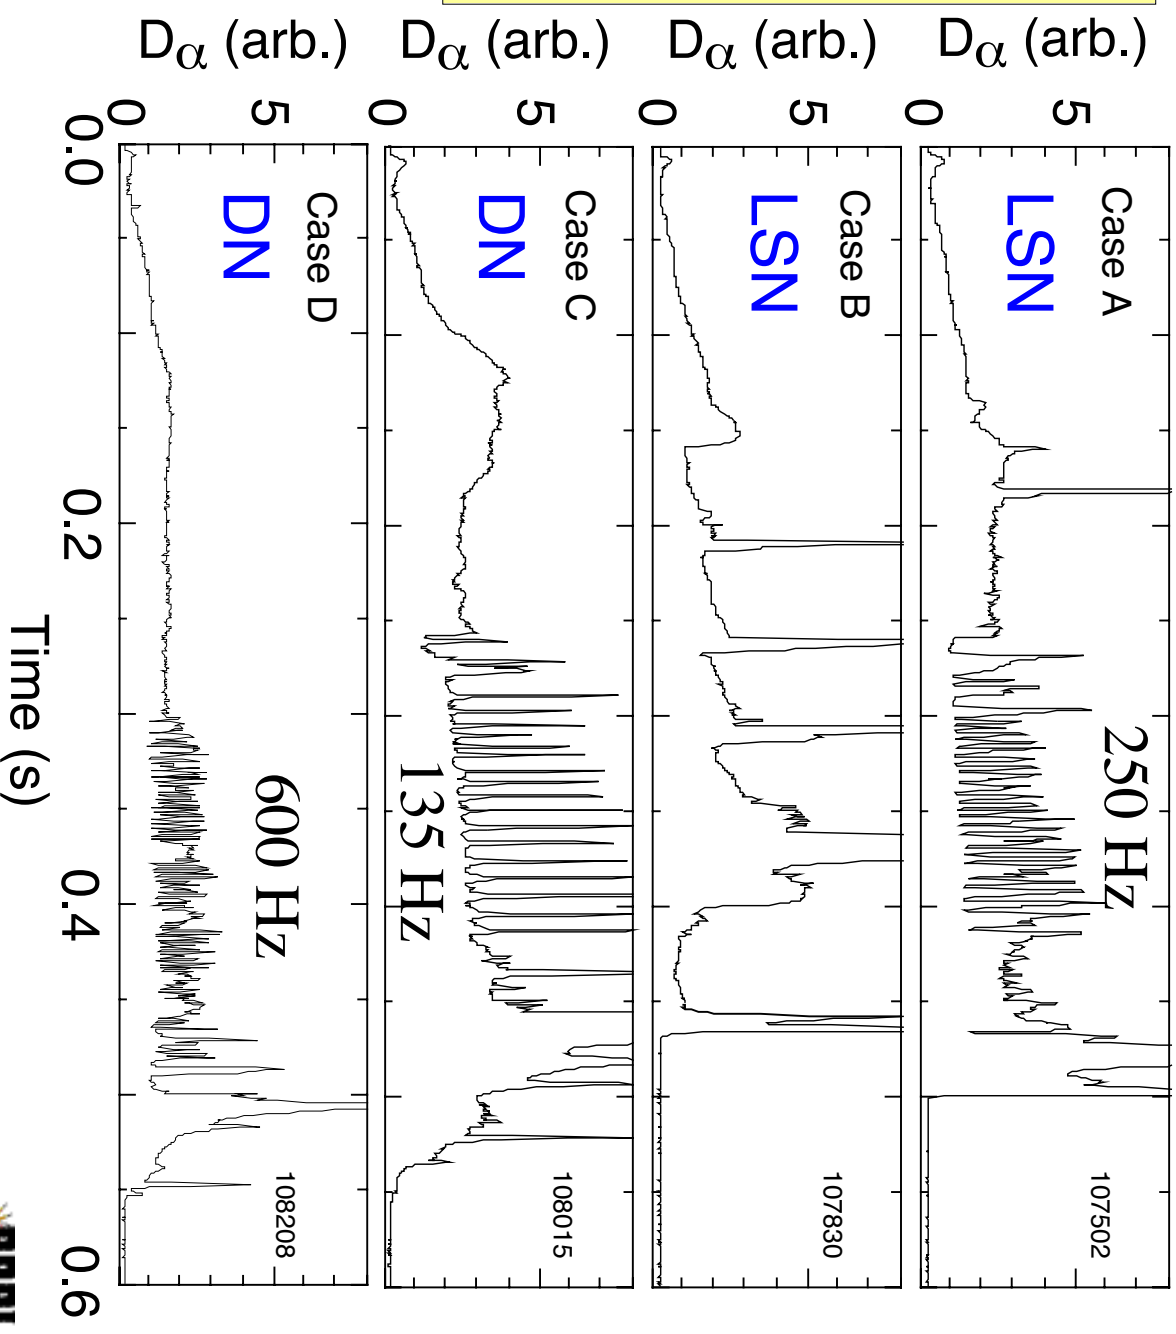 Dα (arb.)
5
0
Case A
LSN
250 Hz
107502
Dα (arb.)
5
0
Case B
LSN
107830
Dα (arb.)
5
0
Case C
DN
135 Hz
108015
Dα (arb.)
5
0
Case D
DN
600 Hz
108208
0.0
0.2
0.4
0.6
Time (s)